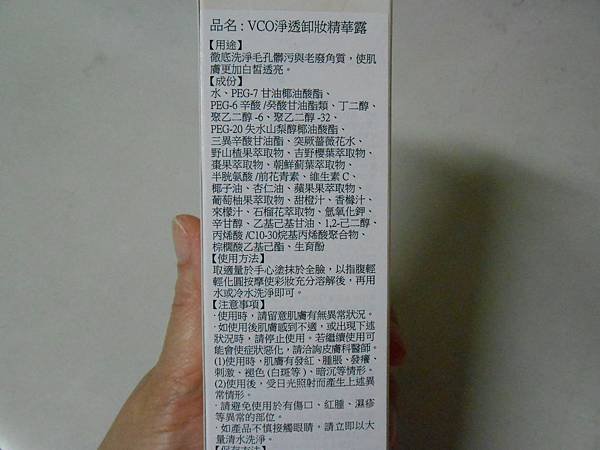 品名：VCO淨透卸妝精華露
【用途】
徹底洗淨毛孔髒污與老廢角質，使肌
膚更加白皙透亮。
【成份】
水、PEG-7 甘油椰油酸酯、
PEG-6 辛酸/癸酸甘油酯類、丁二醇、
聚乙二醇-6、聚乙二醇-32、
PEG-20 失水山梨醇椰油酸酯、
三異辛酸甘油酯、突厥薔薇花水、
野山楂果萃取物、吉野櫻葉萃取物、
棗果萃取物、朝鮮薊葉萃取物、
半胱氨酸/前花青素、維生素 C、
椰子油、杏仁油、蘋果果萃取物、
葡萄柚果萃取物、甜橙汁、香櫞汁、
來檬汁、石榴花萃取物、氫氧化鉀、
辛甘醇、乙基己基甘油、1,2-己二醇、
丙烯酸/C10-30烷基丙烯酸聚合物、
棕櫚酸乙基己酯、生育酚
【使用方法】
取適量於手心塗抹於全臉，以指腹輕
輕化圓按摩使彩妝充分溶解後，再用
水或冷水洗淨即可。
【注意事項】
·使用時，請留意肌膚有無異常狀況。
·如使用後肌膚感到不適，或出現下述
狀況時，請停止使用。若繼續使用可
能會使症狀惡化，請洽詢皮膚科醫師。
(1)使用時，肌膚有發紅、腫脹、發癢、
刺激、褪色(白斑等)、暗沉等情形。
(2)使用後，受日光照射而產生上述異
常情形。
·請避免使用於有傷口、紅腫、濕疹
等異常的部位。
·如產品不慎接觸眼睛，請立即以大
量清水洗淨。
【保存方法】